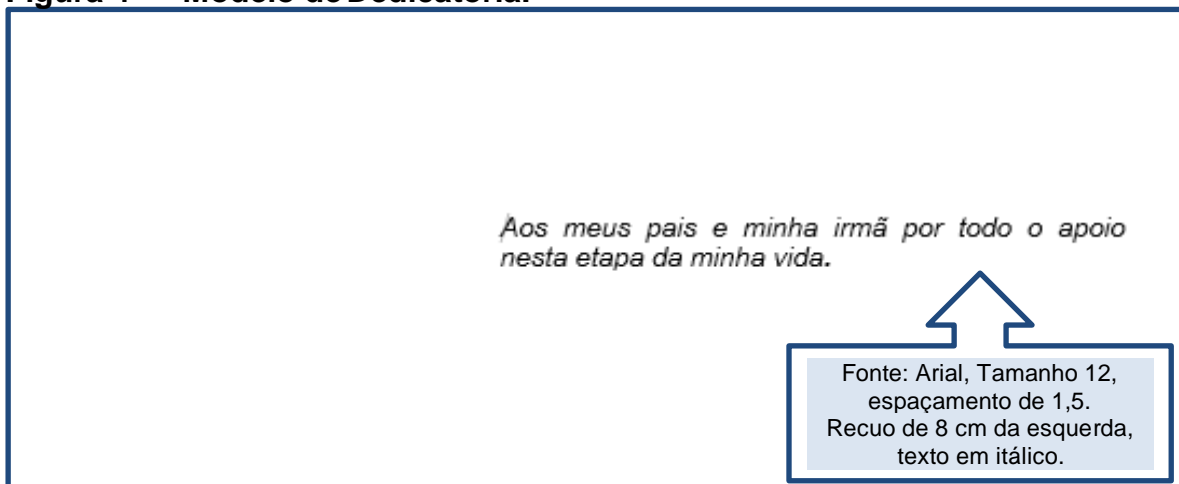 Modelo de Dedicatória.
Aos meus pais e minha irmã por todo o apoio
nesta etapa da minha vida.
Fonte: Arial, Tamanho 12,
espaçamento de 1,5.
Recuo de 8 cm da esquerda,
texto em itálico.